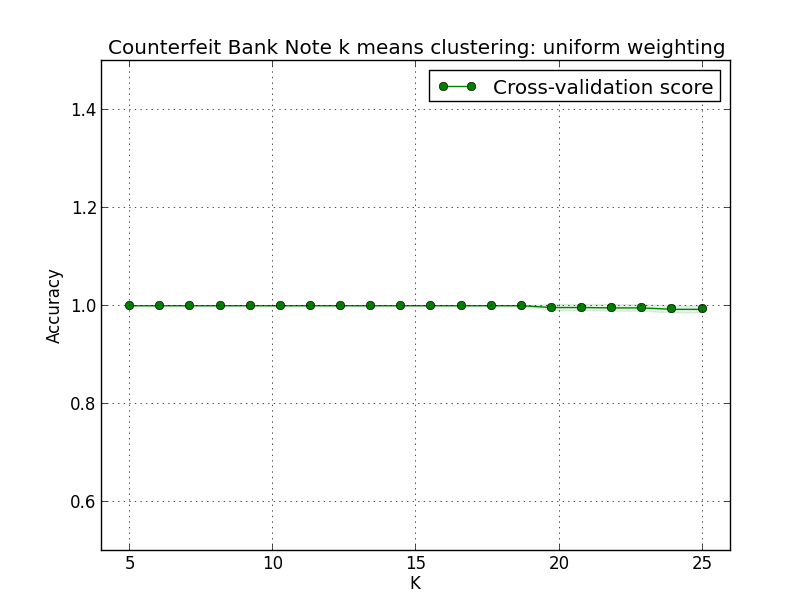 Counterfeit Bank Note k means clustering: uniform weighting
Cross-validation score
1.4
1.2
1.0
0.8
0.6
Accuracy
5 10 15 20 25
K